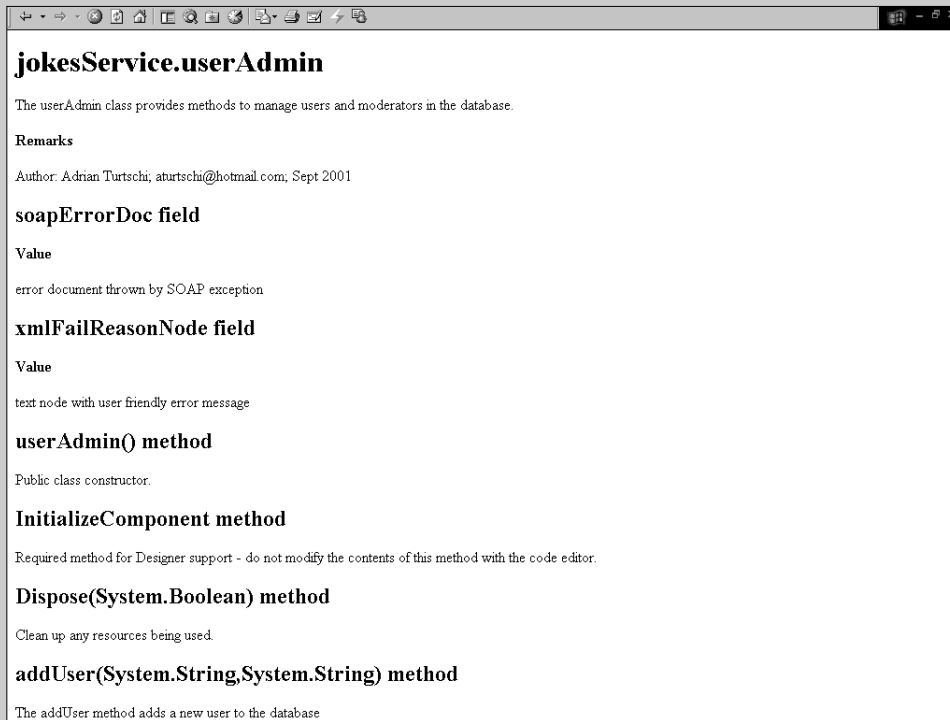 jokesService.userAdmin
The userAdmin class provides methods to manage users and moderators in the database.
Remarks
Author: Adrian Turtschi; aturtschi@hotmail.com; Sept 2001
soapErrorDoc field
Value
error document thrown by SOAP exception
xmlFailReasonNode field
Value
text node with user friendly error message
userAdmin() method
Public class constructor.
InitializeComponent method
Required method for Designer support - do not modify the contents of this method with the code editor.
Dispose(System.Boolean) method
Clean up any resources being used.
addUser(System.String,System.String) method
The addUser method adds a new user to the database